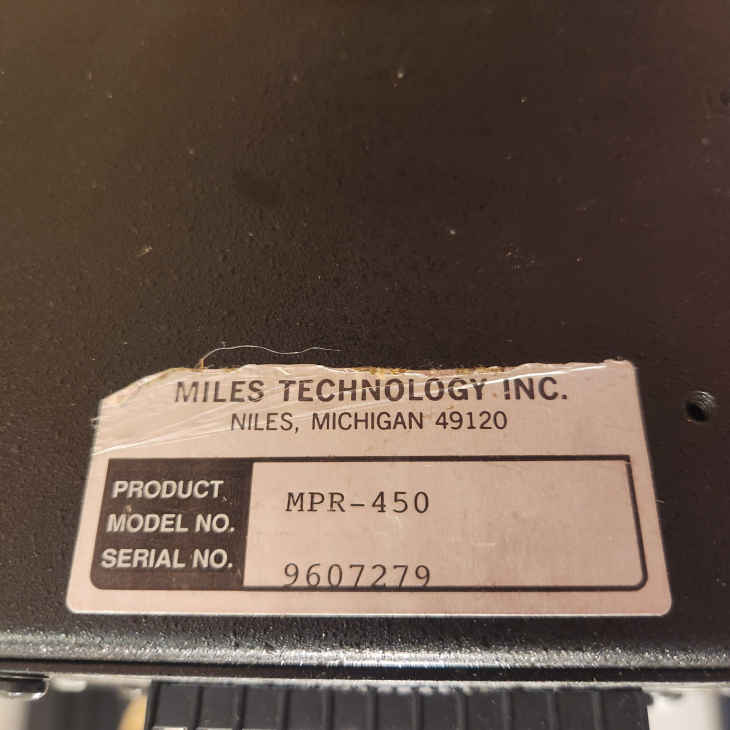 MILES TECHNOLOGY INC.
NILES, MICHIGAN 49120
PRODUCT
MODEL NO. MPR-450
SERIAL NO. 9607279